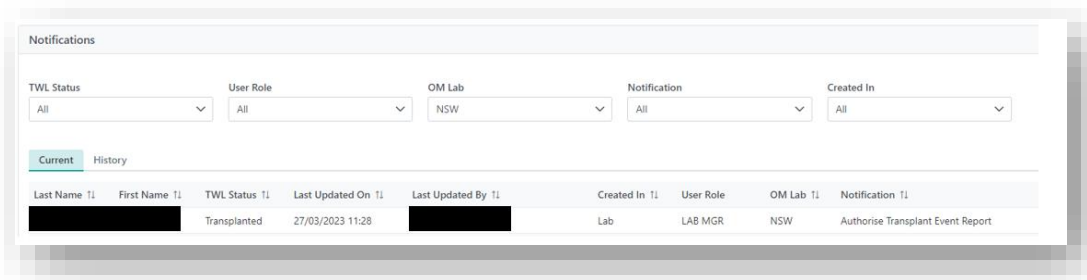 Notifications
TWL Status User Role OM Lab Notification Created In
All All NSW All All
Current History
Last Name First Name TWL Status Last Updated On Last Updated By Created In User Role OM Lab Notification
Transplanted 27/03/2023 11:28 Lab LAB MGR NSW Authorise Transplant Event Report